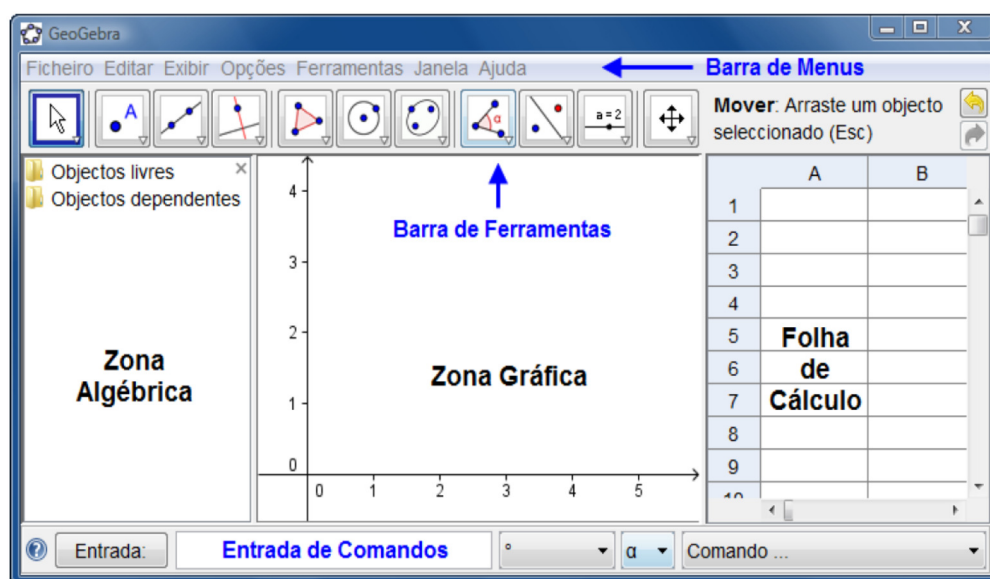 GeoGebra
Ficheiro Editar Exibir Opções Ferramentas Janela Ajuda
Barra de Menus
A
α
a=2
Mover: Arraste um objecto
seleccionado (Esc)
Objectos livres
Objectos dependentes
Zona
Algébrica
Barra de Ferramentas
4
3
2
1
0
0 1 2 3 4 5
Zona Gráfica
A B
1
2
3
4
5 Folha
6 de
7 Cálculo
8
9
10
Entrada:
Entrada de Comandos
°
α
Comando ...